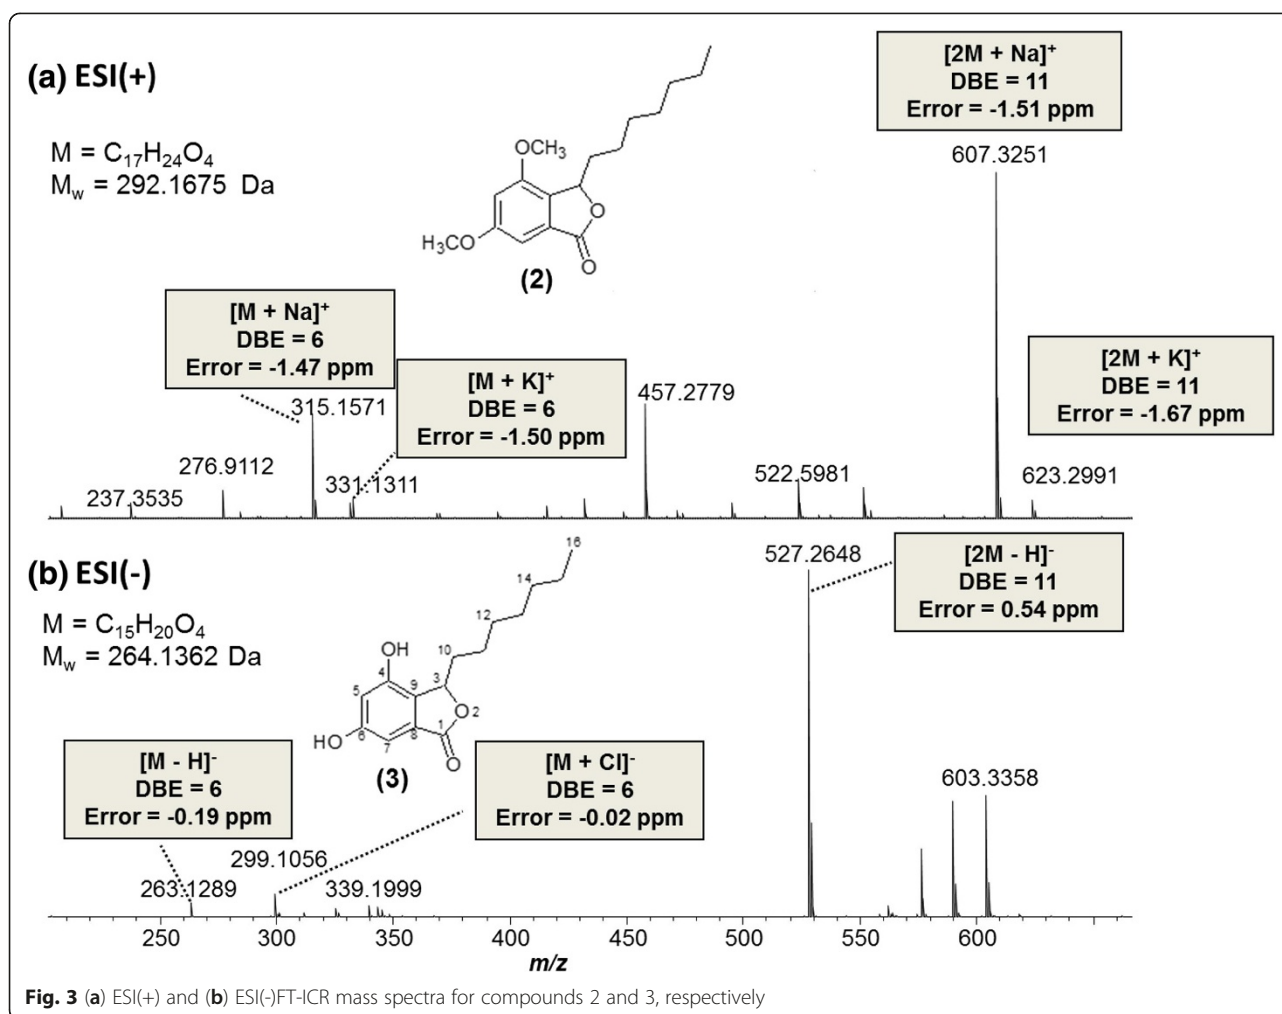 (a) ESI(+)
M = C₁₇H₂₄O₄
Mw = 292.1675 Da
OCH₃
H₃CO
O
O
(2)
[2M + Na]⁺
DBE = 11
Error = -1.51 ppm
607.3251
[M + Na]⁺
DBE = 6
Error = -1.47 ppm
315.1571
[M + K]⁺
DBE = 6
Error = -1.50 ppm
331.1311
457.2779
[2M + K]⁺
DBE = 11
Error = -1.67 ppm
623.2991
276.9112
237.3535
522.5981
(b) ESI(-)
M = C₁₅H₂₀O₄
Mw = 264.1362 Da
16
14
12
10
OH
4
3
9
5
O 2
6
1
8
7
HO
O
(3)
527.2648
[2M - H]⁻
DBE = 11
Error = 0.54 ppm
[M - H]⁻
DBE = 6
Error = -0.19 ppm
263.1289
[M + Cl]⁻
DBE = 6
Error = -0.02 ppm
299.1056
339.1999
603.3358
250 300 350 400 450 500 550 600
m/z
Fig. 3 (a) ESI(+) and (b) ESI(-)FT-ICR mass spectra for compounds 2 and 3, respectively